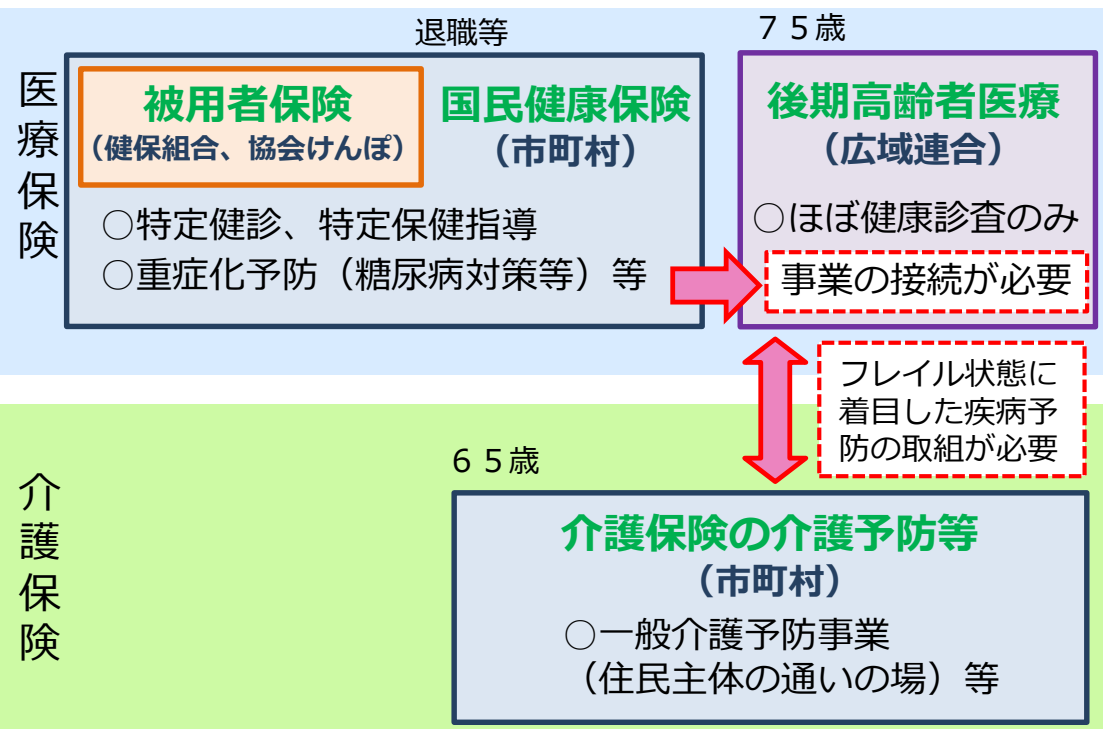 退職等
７５歳
医療保険
被用者保険
（健保組合、協会けんぽ）
国民健康保険
（市町村）
○特定健診、特定保健指導
○重症化予防（糖尿病対策等）等
後期高齢者医療
（広域連合）
○ほぼ健康診査のみ
事業の接続が必要
フレイル状態に
着目した疾病予
防の取組が必要
６５歳
介護保険
介護保険の介護予防等
（市町村）
○一般介護予防事業
（住民主体の通いの場）等